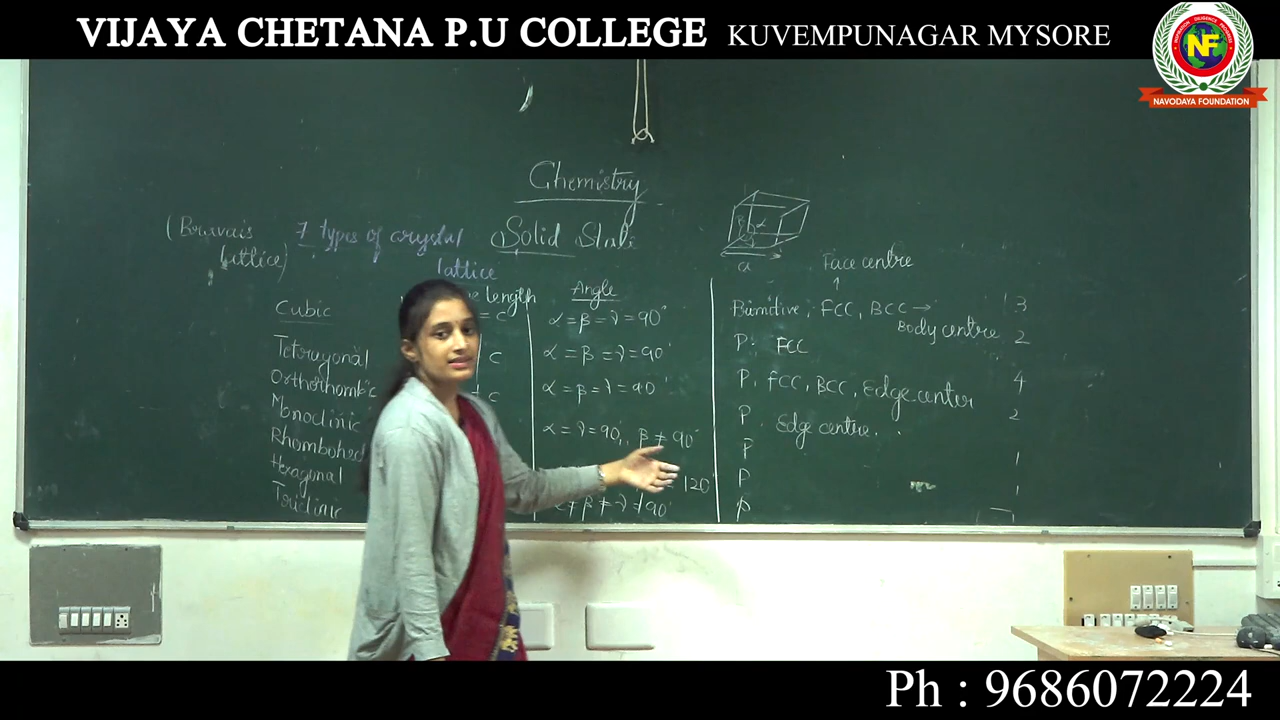 VIJAYA CHETANA P.U COLLEGE KUVEMPUNAGAR MYSORE
NF
NAVODAYA FOUNDATION
Chemistry
(Bravais lattice) 7 types of crystal lattice
Solid State
a
Face centre
length
Angle
Cubic = c α = β = γ = 90° Primitive, FCC, BCC → 3
Body centre
Tetragonal c α = β = γ = 90° P. FCC 2
Orthorhombic c α = β = γ = 90° P. FCC, BCC, Edge center 4
Monoclinic α = γ = 90, β ≠ 90° P. Edge centre. 2
P 1
Hexagonal 120° P 1
Triclinic α ≠ β ≠ γ ≠ 90° P
Ph : 9686072224